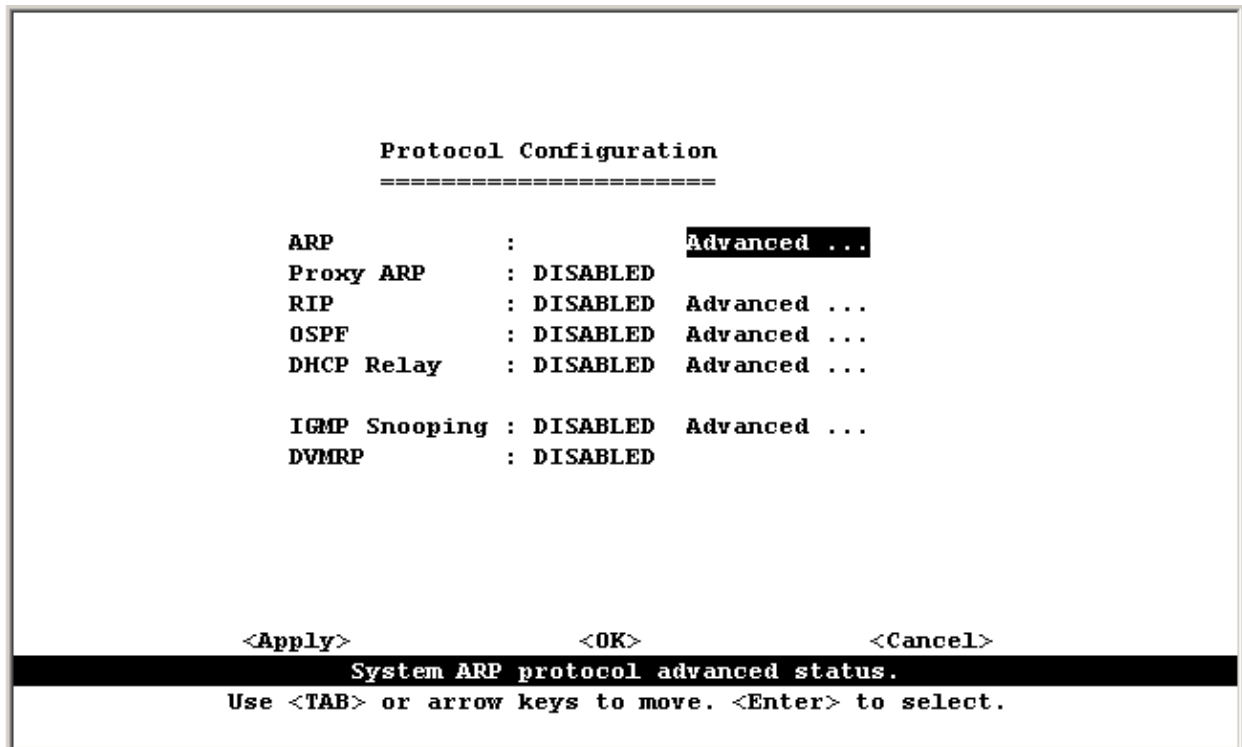 Protocol Configuration
======================
ARP : Advanced ...
Proxy ARP : DISABLED
RIP : DISABLED Advanced ...
OSPF : DISABLED Advanced ...
DHCP Relay : DISABLED Advanced ...
IGMP Snooping : DISABLED Advanced ...
DVMRP : DISABLED
<Apply> <OK> <Cancel>
System ARP protocol advanced status.
Use <TAB> or arrow keys to move. <Enter> to select.